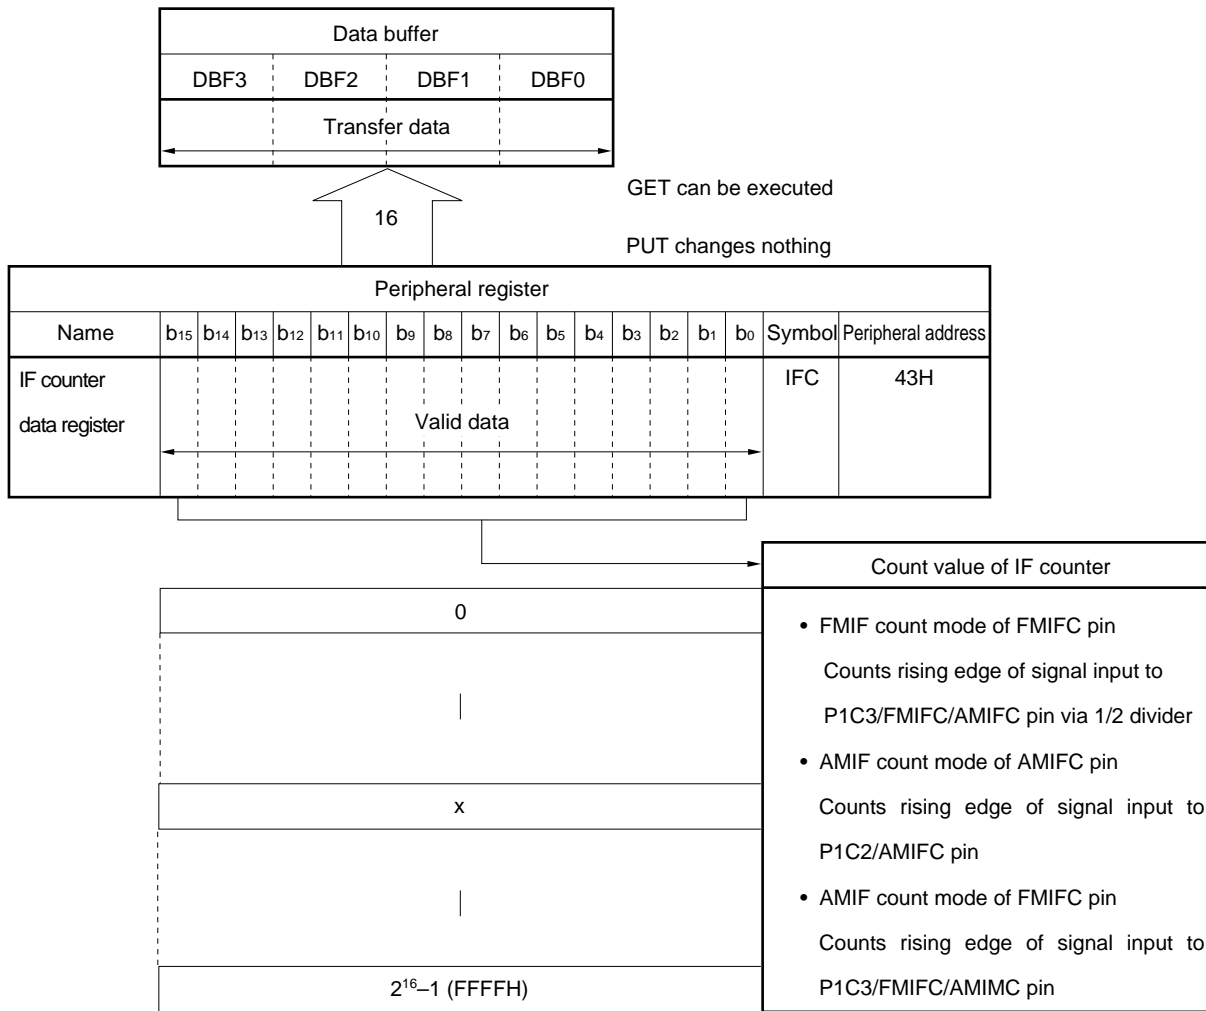 Data buffer
DBF3 DBF2 DBF1 DBF0
Transfer data
16
GET can be executed
PUT changes nothing
Peripheral register
Name b15 b14 b13 b12 b11 b10 b9 b8 b7 b6 b5 b4 b3 b2 b1 b0 Symbol Peripheral address
IF counter
data register
Valid data
IFC
43H
Count value of IF counter
0
x
2^16–1 (FFFFH)
• FMIF count mode of FMIFC pin
Counts rising edge of signal input to
P1C3/FMIFC/AMIFC pin via 1/2 divider
• AMIF count mode of AMIFC pin
Counts rising edge of signal input to
P1C2/AMIFC pin
• AMIF count mode of FMIFC pin
Counts rising edge of signal input to
P1C3/FMIFC/AMIMC pin